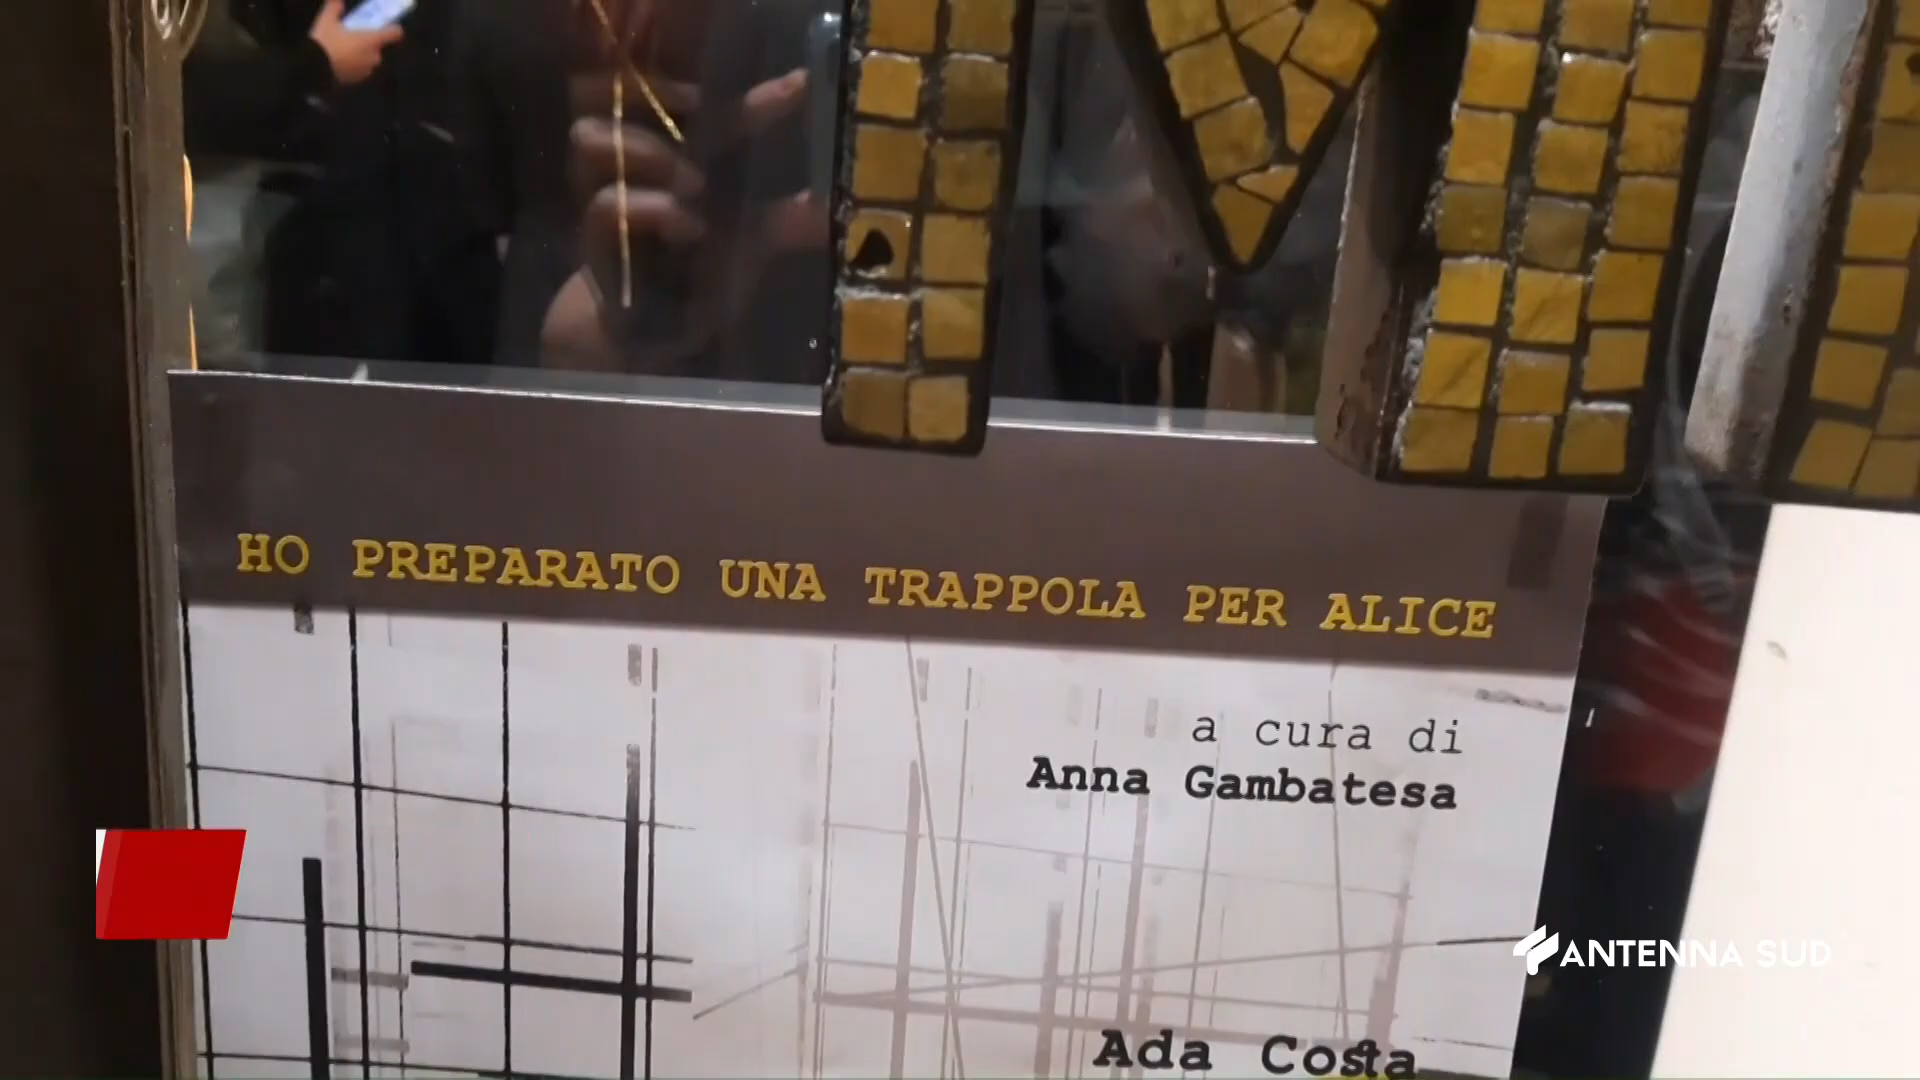 HO PREPARATO UNA TRAPPOLA PER ALICE
a cura di
Anna Gambatesa
ANTENNA SUD
Ada Costa